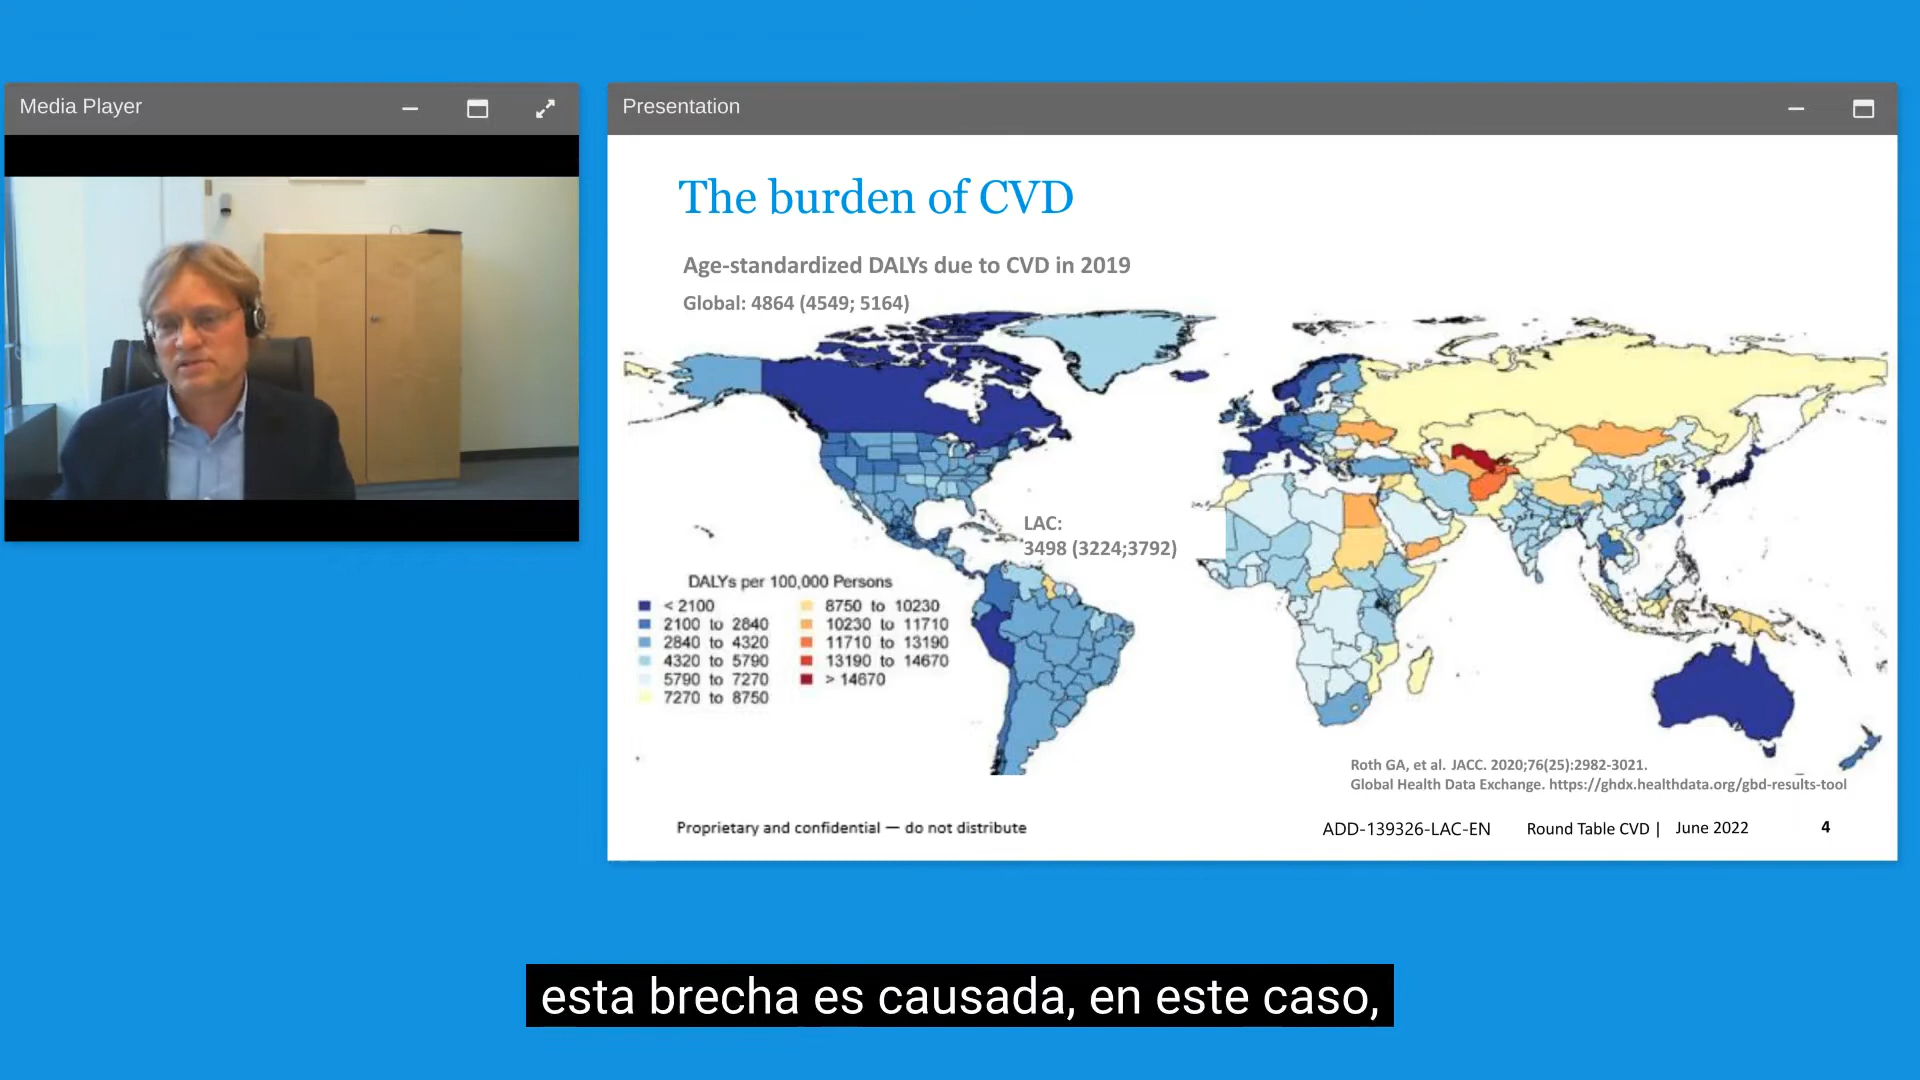 Media Player
Presentation
The burden of CVD
Age-standardized DALYs due to CVD in 2019
Global: 4864 (4549; 5164)
LAC:
3498 (3224;3792)
DALYs per 100,000 Persons
< 2100
2100 to 2840
2840 to 4320
4320 to 5790
5790 to 7270
7270 to 8750
8750 to 10230
10230 to 11710
11710 to 13190
13190 to 14670
> 14670
Roth GA, et al. JACC. 2020;76(25):2982-3021.
Global Health Data Exchange. https://ghdx.healthdata.org/gbd-results-tool
Proprietary and confidential — do not distribute
ADD-139326-LAC-EN
Round Table CVD |
June 2022
4
esta brecha es causada, en este caso,